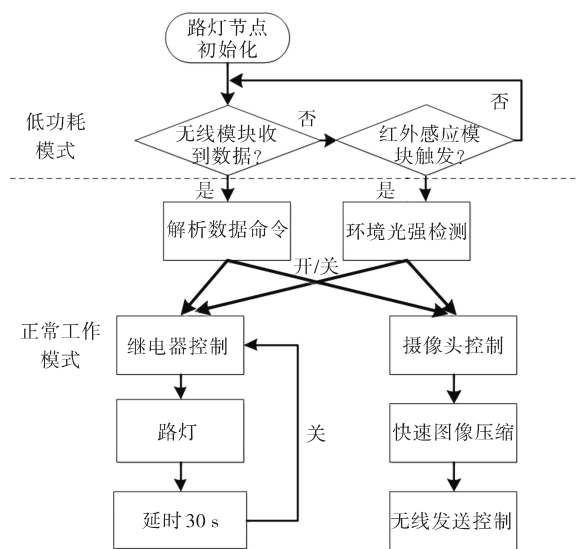 路灯节点
初始化
否
低功耗
模式
无线模块收
到数据?
否
红外感应模
块触发?
是
是
解析数据命令
环境光强检测
开/关
正常工作
模式
继电器控制
摄像头控制
路灯
关
快速图像压缩
延时30 s
无线发送控制